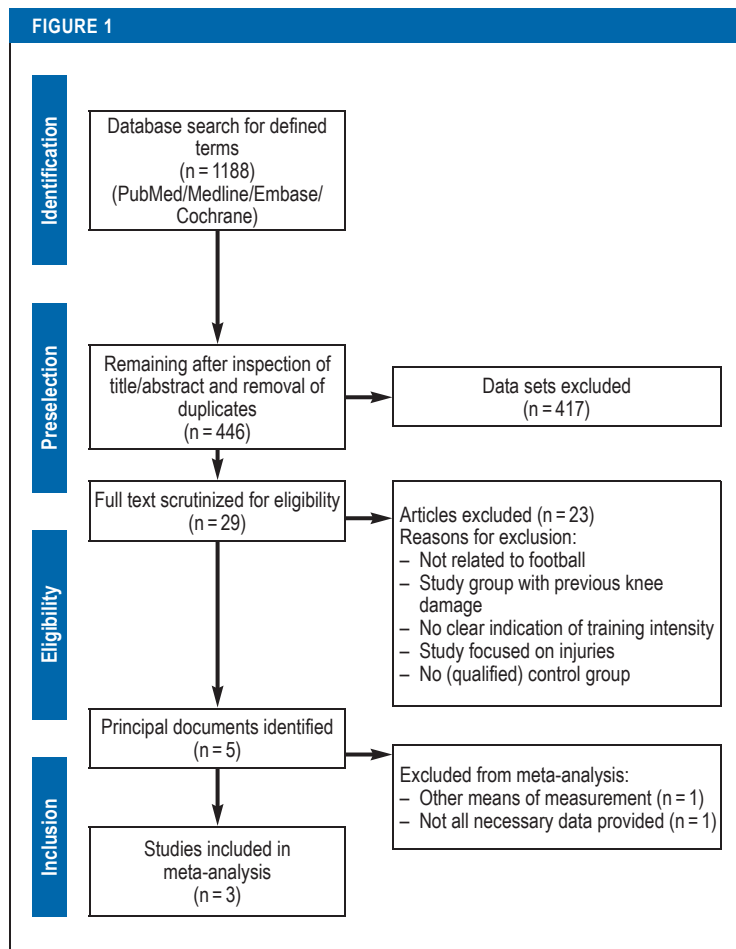 FIGURE 1
Identification
Database search for defined
terms
(n = 1188)
(PubMed/Medline/Embase/
Cochrane)
Preselection
Remaining after inspection of
title/abstract and removal of
duplicates
(n = 446)
Data sets excluded
(n = 417)
Full text scrutinized for eligibility
(n = 29)
Eligibility
Articles excluded (n = 23)
Reasons for exclusion:
– Not related to football
– Study group with previous knee
damage
– No clear indication of training intensity
– Study focused on injuries
– No (qualified) control group
Principal documents identified
(n = 5)
Inclusion
Excluded from meta-analysis:
– Other means of measurement (n = 1)
– Not all necessary data provided (n = 1)
Studies included in
meta-analysis
(n = 3)